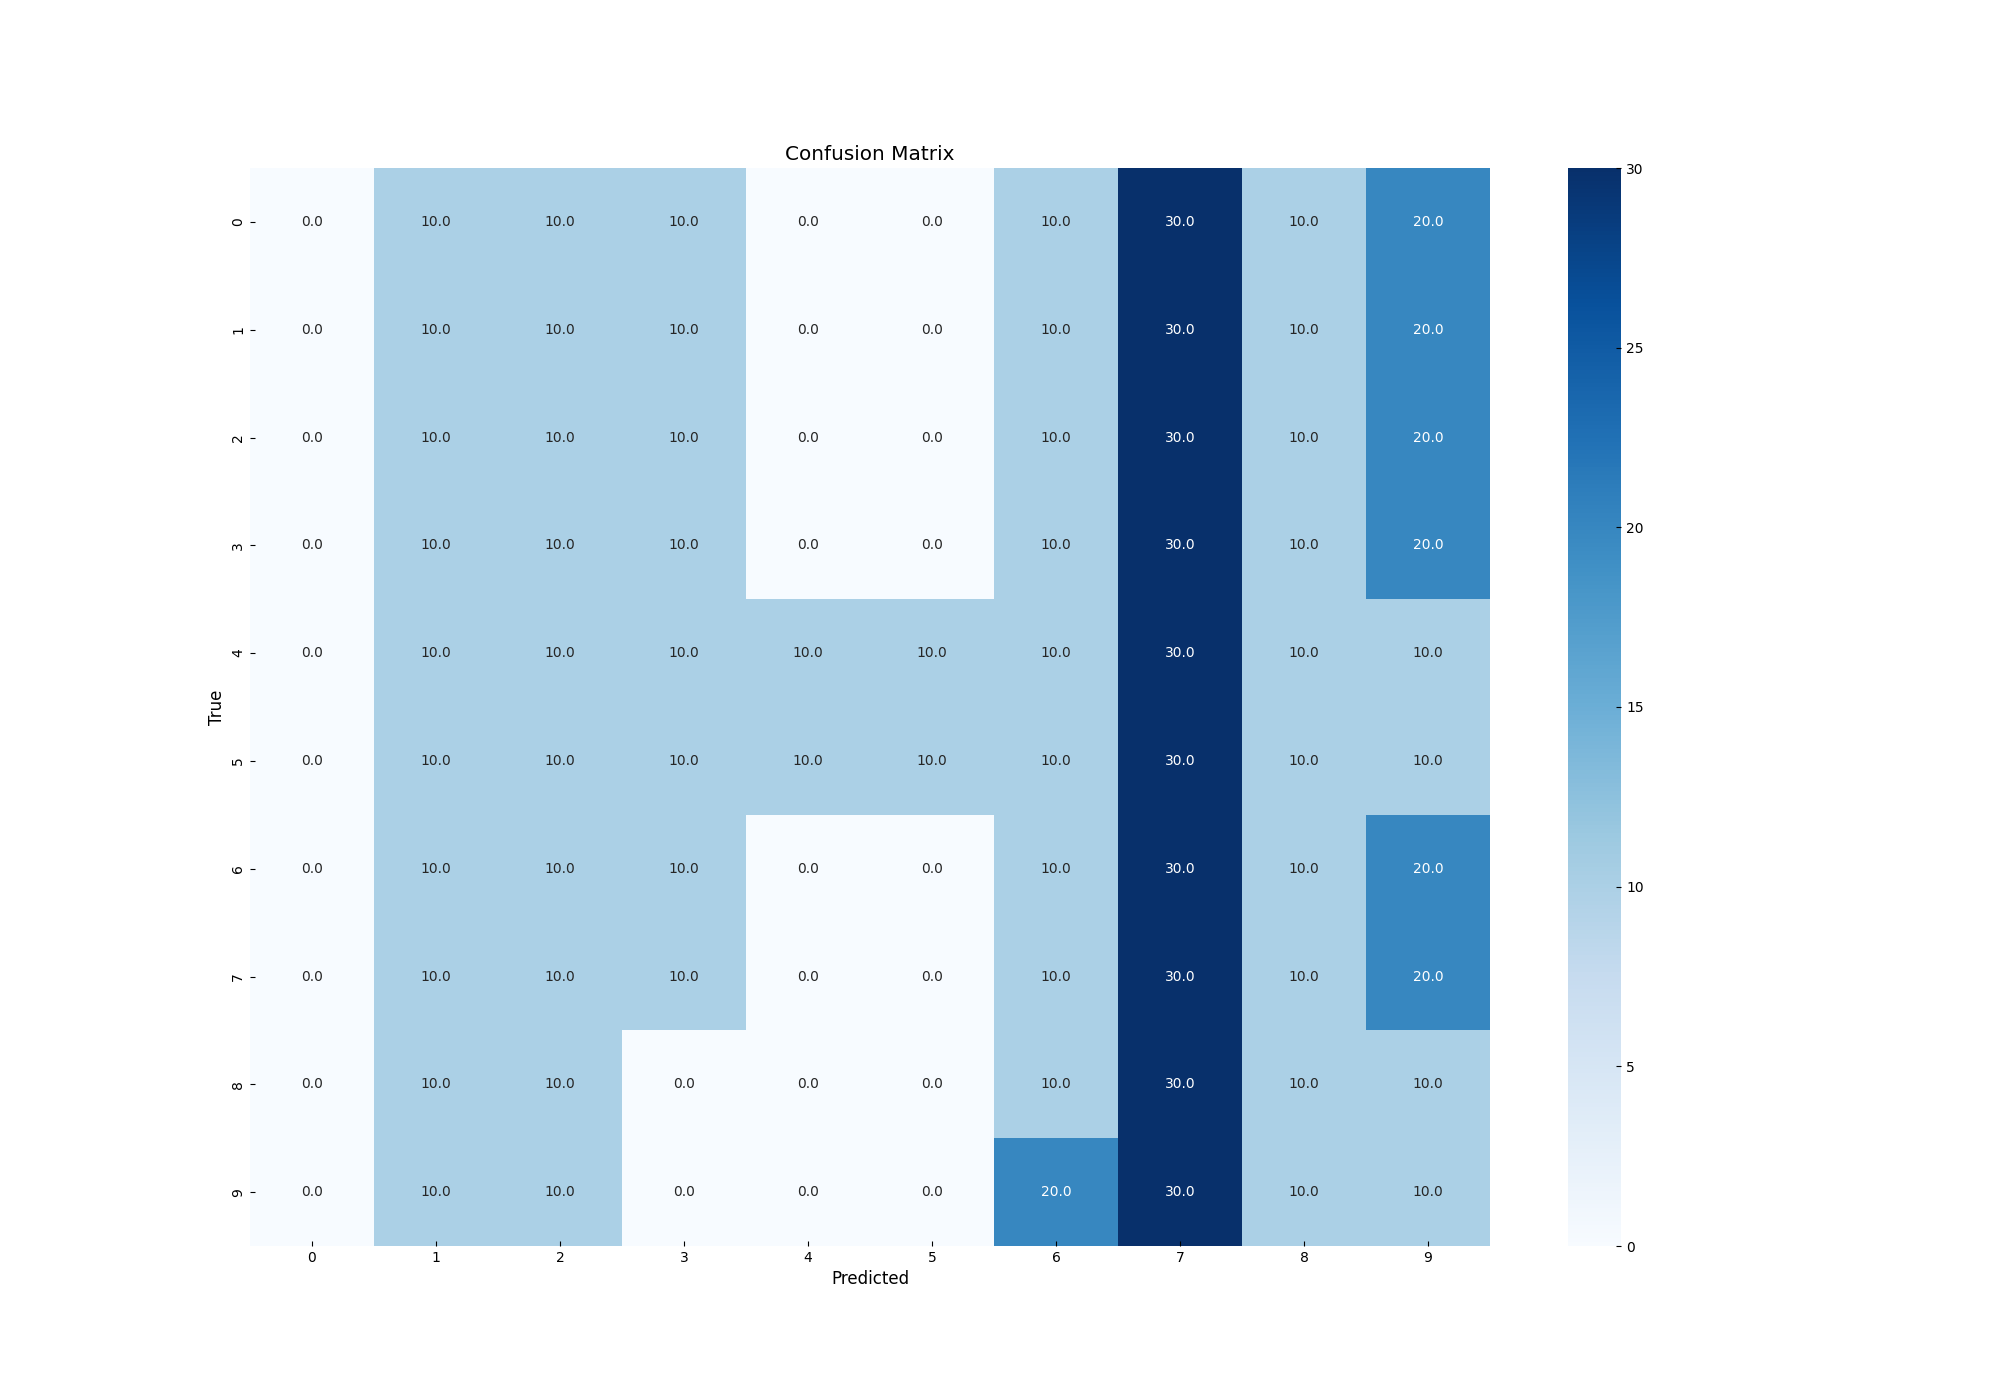 Confusion Matrix
0 0.0 10.0 10.0 10.0 0.0 0.0 10.0 30.0 10.0 20.0
1 0.0 10.0 10.0 10.0 0.0 0.0 10.0 30.0 10.0 20.0
2 0.0 10.0 10.0 10.0 0.0 0.0 10.0 30.0 10.0 20.0
3 0.0 10.0 10.0 10.0 0.0 0.0 10.0 30.0 10.0 20.0
4 0.0 10.0 10.0 10.0 10.0 10.0 10.0 30.0 10.0 10.0
5 0.0 10.0 10.0 10.0 10.0 10.0 10.0 30.0 10.0 10.0
6 0.0 10.0 10.0 10.0 0.0 0.0 10.0 30.0 10.0 20.0
7 0.0 10.0 10.0 10.0 0.0 0.0 10.0 30.0 10.0 20.0
8 0.0 10.0 10.0 0.0 0.0 0.0 10.0 30.0 10.0 10.0
9 0.0 10.0 10.0 0.0 0.0 0.0 20.0 30.0 10.0 10.0
0 1 2 3 4 5 6 7 8 9
Predicted
True
30
25
20
15
10
5
0